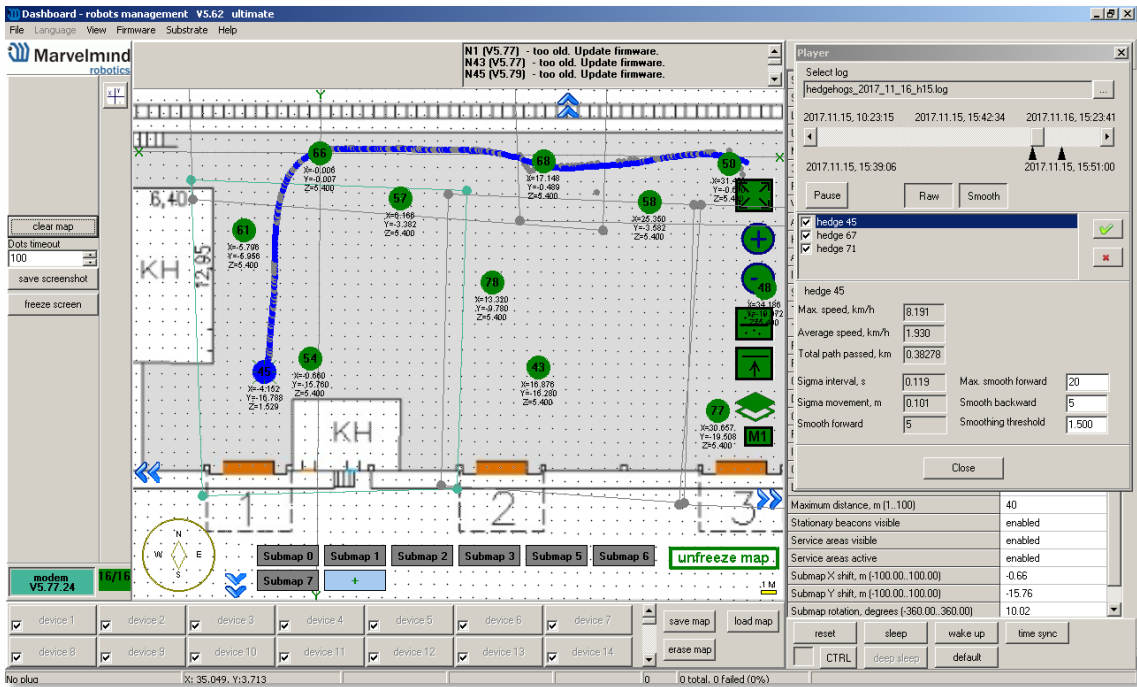 Dashboard - robots management V5.62 ultimate
File Language View Firmware Substrate Help
Marvelmind
robotics
N1 (V5.77) - too old. Update firmware.
N43 (V5.77) - too old. Update firmware.
N45 (V5.79) - too old. Update firmware.
clear map
Dots timeout
100
save screenshot
freeze screen
modem
V5.77.24
16/16
Y
X
X
Y
66
X=-0.006
Y=-0.007
Z=5.400
68
X=17.148
Y=-0.489
Z=5.400
50
57
X=6.166
Y=-3.382
Z=5.400
58
X=25.350
Y=-3.582
Z=5.400
61
X=-5.796
Y=-5.956
Z=5.400
6,40
12,95
KH
78
X=13.320
Y=-9.780
Z=5.400
48
X=34.186
54
X=-0.660
Y=-15.760
Z=5.400
45
X=-4.152
Y=-16.788
Z=1.529
43
X=16.876
Y=-16.280
Z=5.400
77
X=30.657
Y=-19.508
Z=5.400
M1
KH
1
2
3
N
W E
S
Submap 0 Submap 1 Submap 2 Submap 3 Submap 5 Submap 6
Submap 7 +
unfreeze map
1 M
Player
Select log
hedgehogs_2017_11_16_h15.log
...
2017.11.15, 10:23:15 2017.11.15, 15:42:34 2017.11.16, 15:23:41
2017.11.15, 15:39:06 2017.11.15, 15:51:00
Pause Raw Smooth
hedge 45
hedge 67
hedge 71
hedge 45
Max. speed, km/h 8.191
Average speed, km/h 1.930
Total path passed, km 0.38278
Sigma interval, s 0.119 Max. smooth forward 20
Sigma movement, m 0.101 Smooth backward 5
Smooth forward 5 Smoothing threshold 1.500
Close
Maximum distance, m (1..100) 40
Stationary beacons visible enabled
Service areas visible enabled
Service areas active enabled
Submap X shift, m (-100.00..100.00) -0.66
Submap Y shift, m (-100.00..100.00) -15.76
Submap rotation, degrees (-360.00..360.00) 10.02
reset sleep wake up time sync
CTRL deep sleep default
device 1 device 2 device 3 device 4 device 5 device 6 device 7
device 8 device 9 device 10 device 11 device 12 device 13 device 14
save map load map
erase map
No plug X: 35.049, Y:3.713 0 0 total, 0 failed (0%)